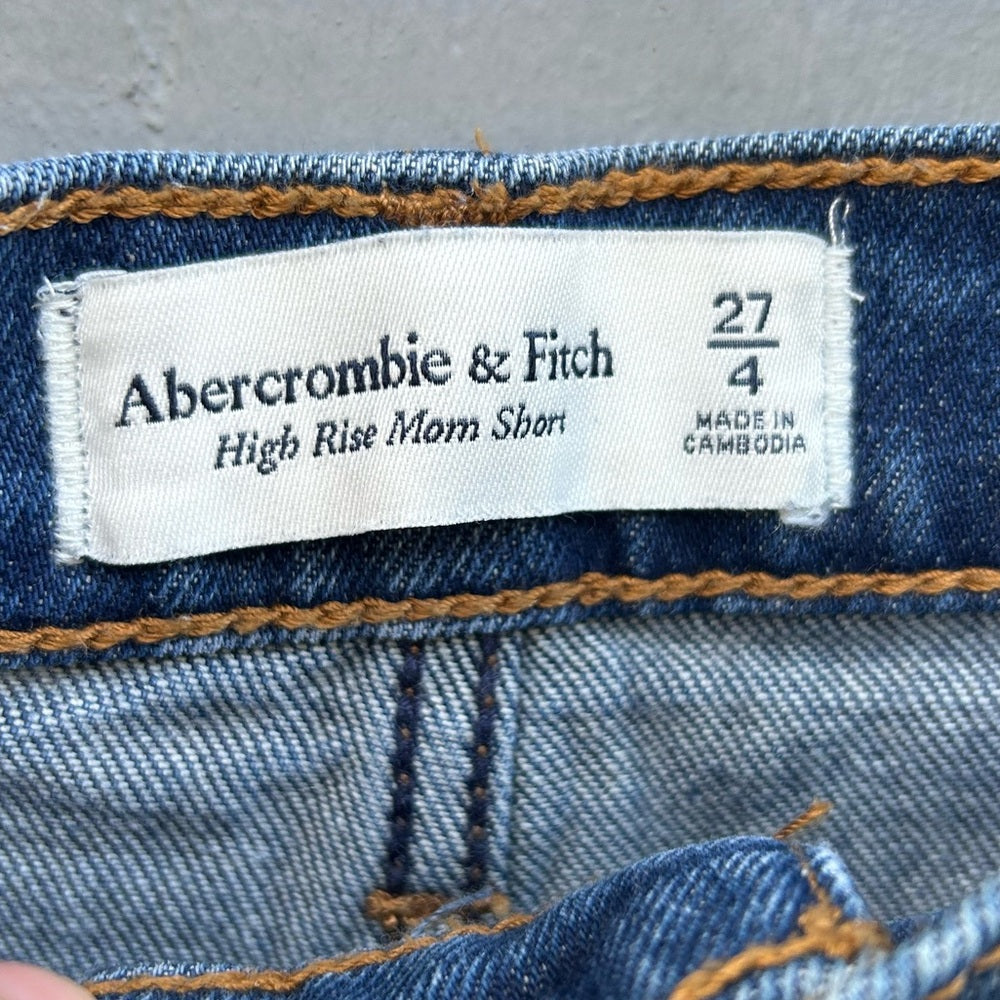 Abercrombie & Fitch
High Rise Mom Short
27
4
MADE IN
CAMBODIA